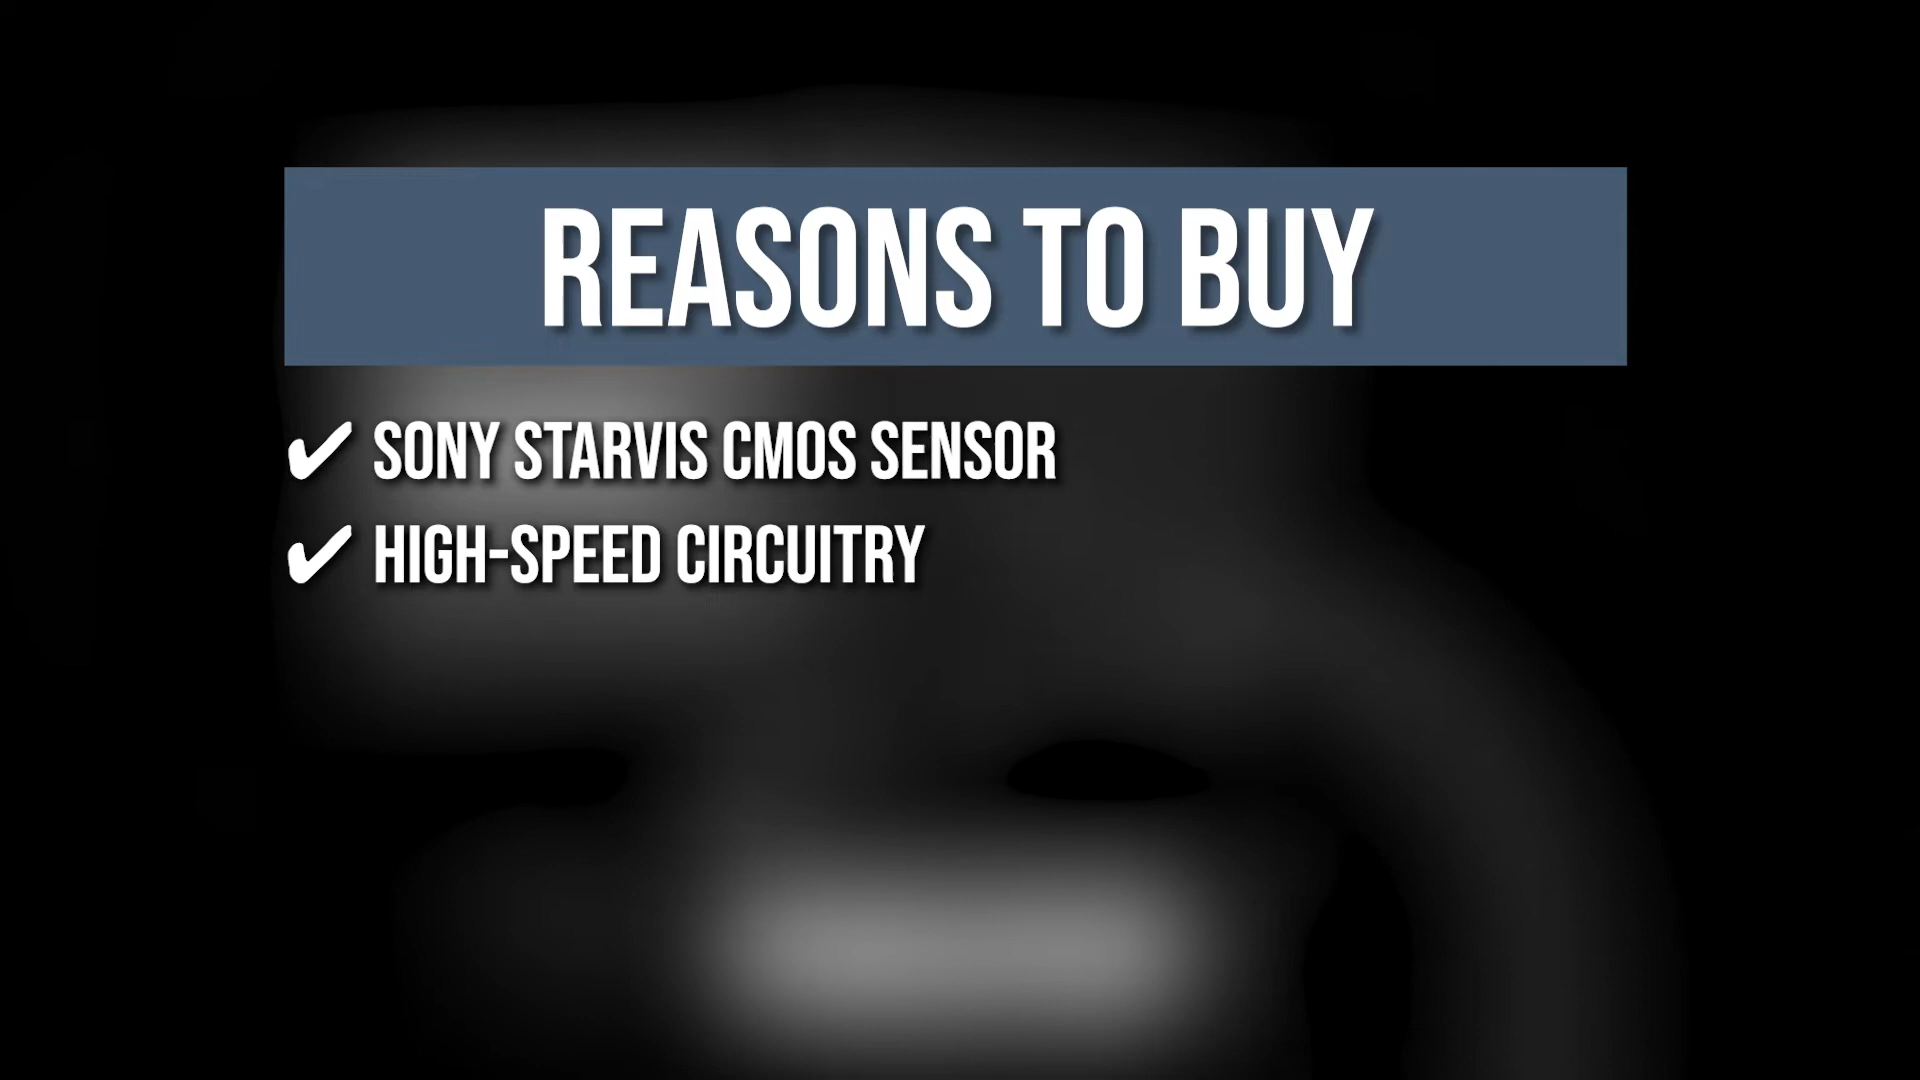 REASONS TO BUY
✔ SONY STARVIS CMOS SENSOR
✔ HIGH-SPEED CIRCUITRY